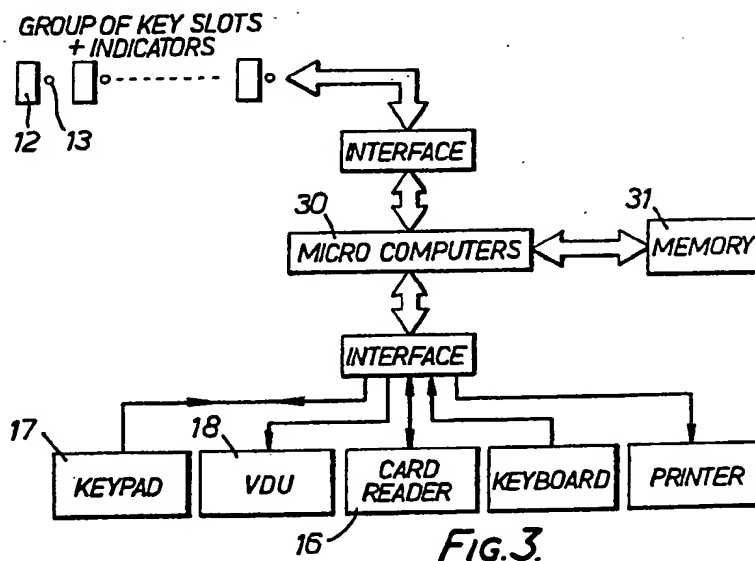 GROUP OF KEY SLOTS
+ INDICATORS
12
13
INTERFACE
30
31
MICRO COMPUTERS
MEMORY
INTERFACE
17
18
KEYPAD
VDU
CARD
READER
KEYBOARD
PRINTER
16
FIG.3.